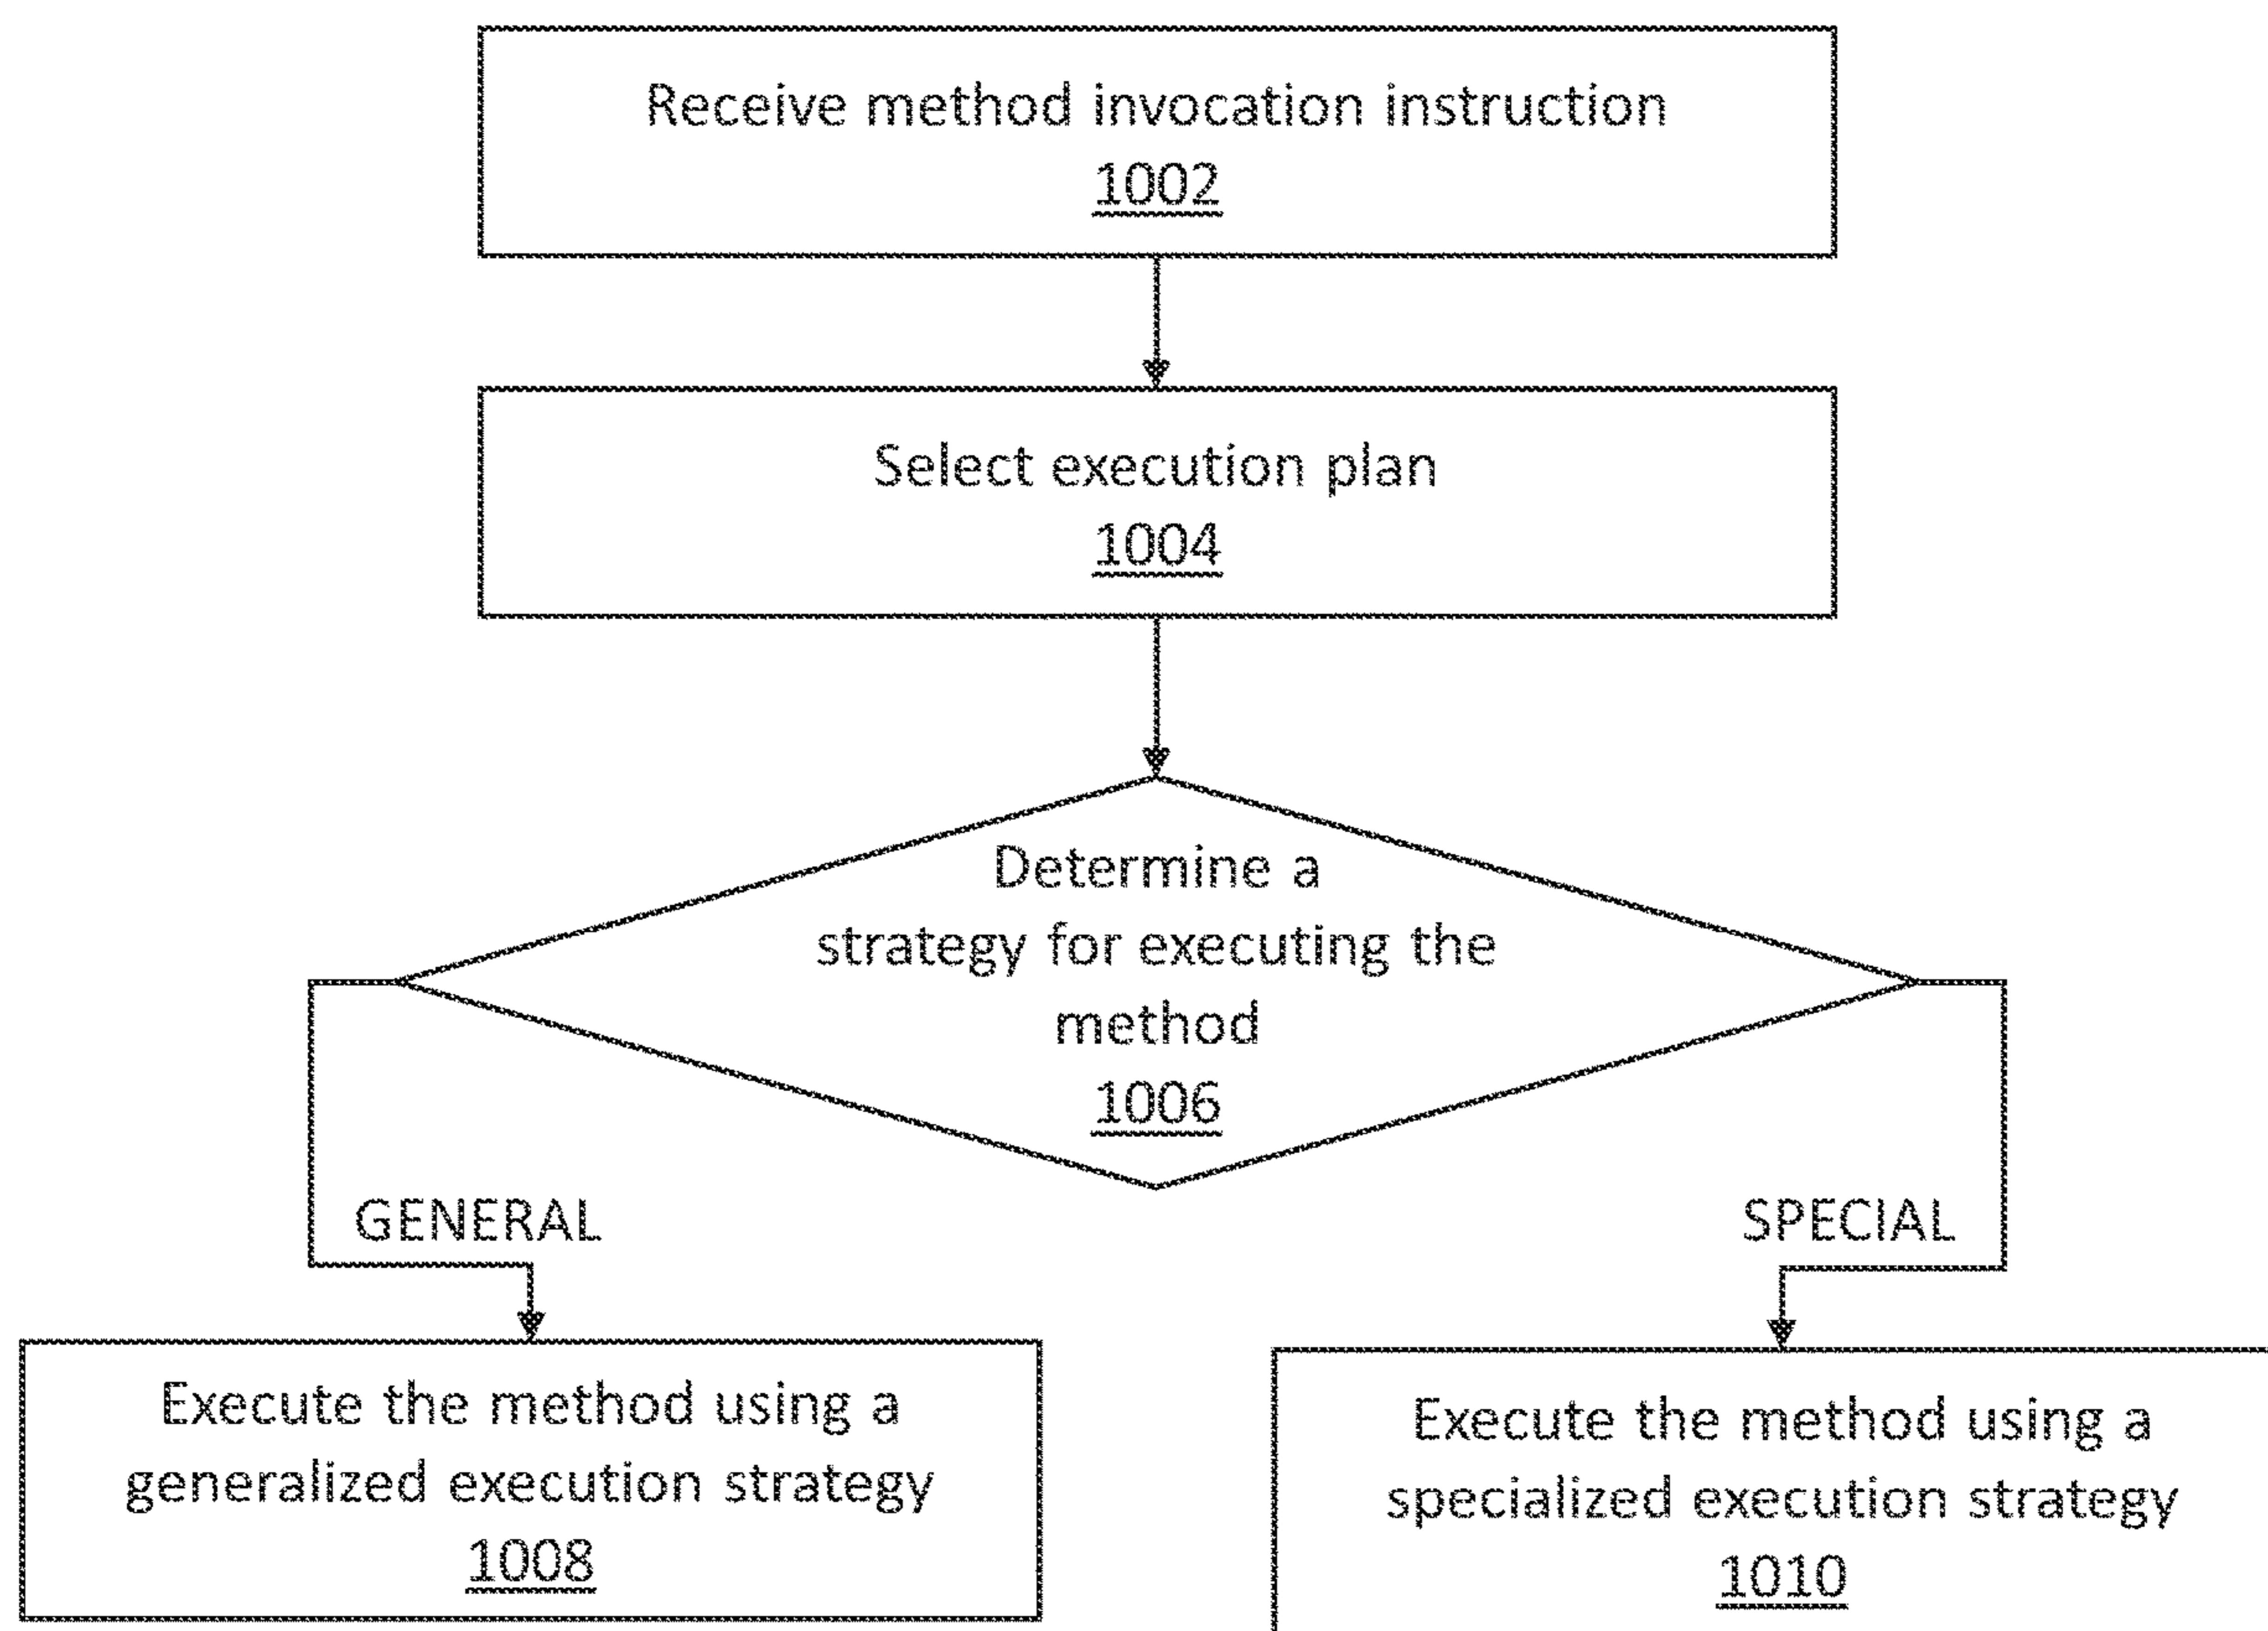 Receive method invocation instruction
1002
Select execution plan
1004
Determine a
strategy for executing the
method
1006
GENERAL
SPECIAL
Execute the method using a
generalized execution strategy
1008
Execute the method using a
specialized execution strategy
1010